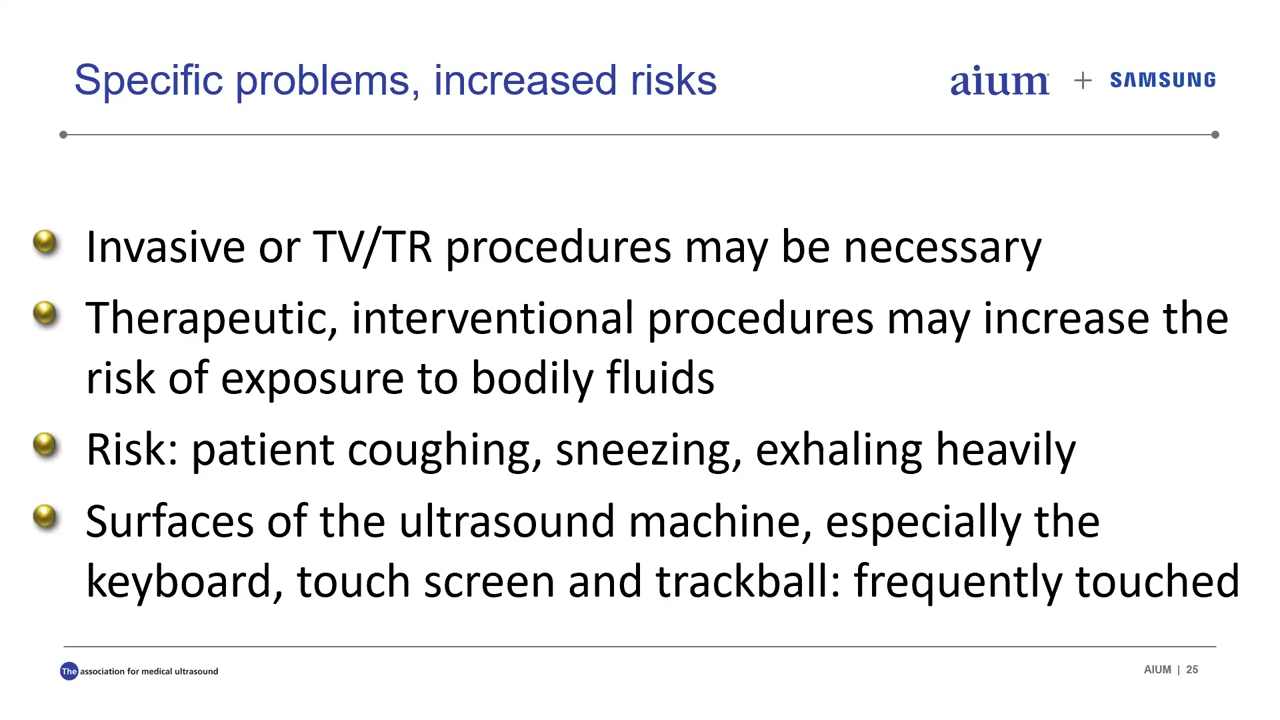 Specific problems, increased risks
aium + SAMSUNG
Invasive or TV/TR procedures may be necessary
Therapeutic, interventional procedures may increase the
risk of exposure to bodily fluids
Risk: patient coughing, sneezing, exhaling heavily
Surfaces of the ultrasound machine, especially the
keyboard, touch screen and trackball: frequently touched
The association for medical ultrasound
AIUM | 25